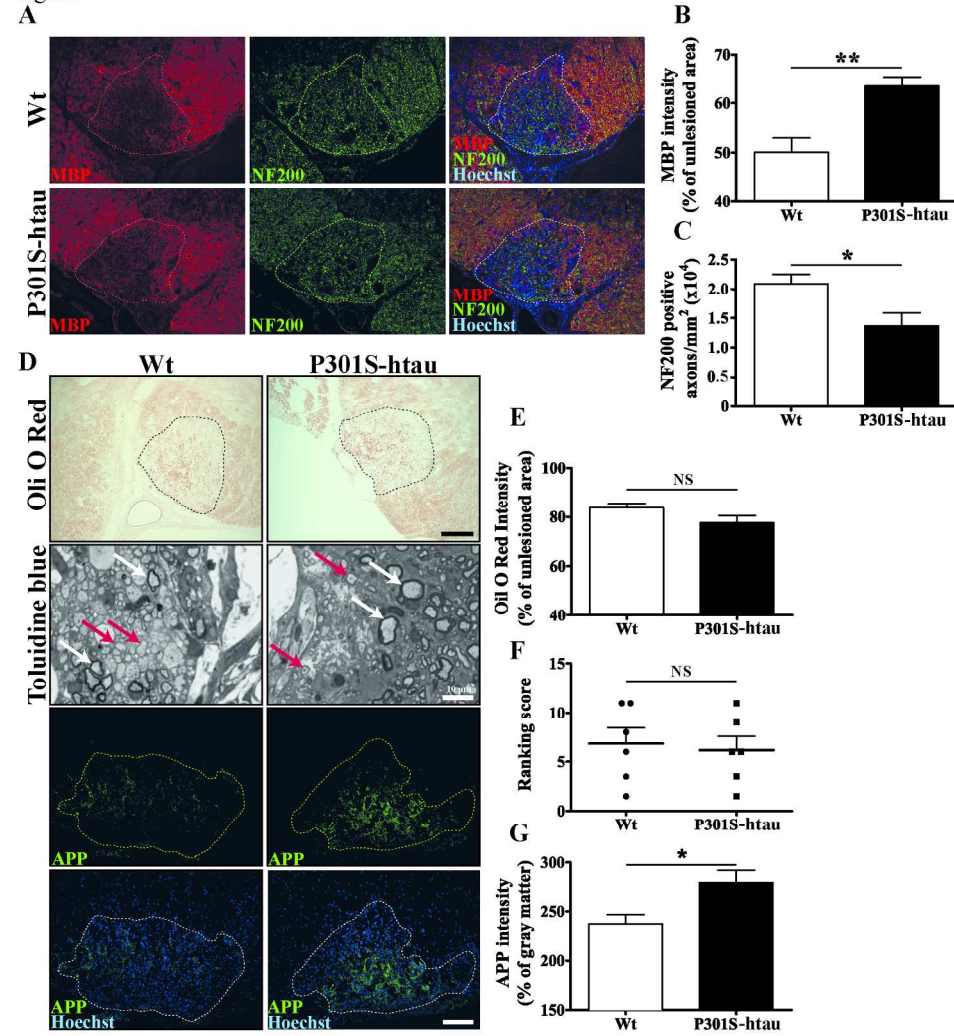 A
Wt
MBP
NF200
MBP
NF200
Hoechst
P301S-htau
MBP
NF200
MBP
NF200
Hoechst
B
MBP intensity
(% of unlesioned area)
70
60
50
40
**
Wt
P301S-htau
C
NF200 positive
axons/mm² (x10⁴)
2.5
2.0
1.5
1.0
0.5
0
*
Wt
P301S-htau
D
Wt
P301S-htau
Oli O Red
Toluidine blue
10 µm
APP
APP
APP
Hoechst
APP
Hoechst
E
Oil O Red Intensity
(% of unlesioned area)
100
80
60
40
NS
Wt
P301S-htau
F
Ranking score
15
10
5
0
NS
Wt
P301S-htau
G
APP intensity
(% of gray matter)
300
250
200
150
*
Wt
P301S-htau